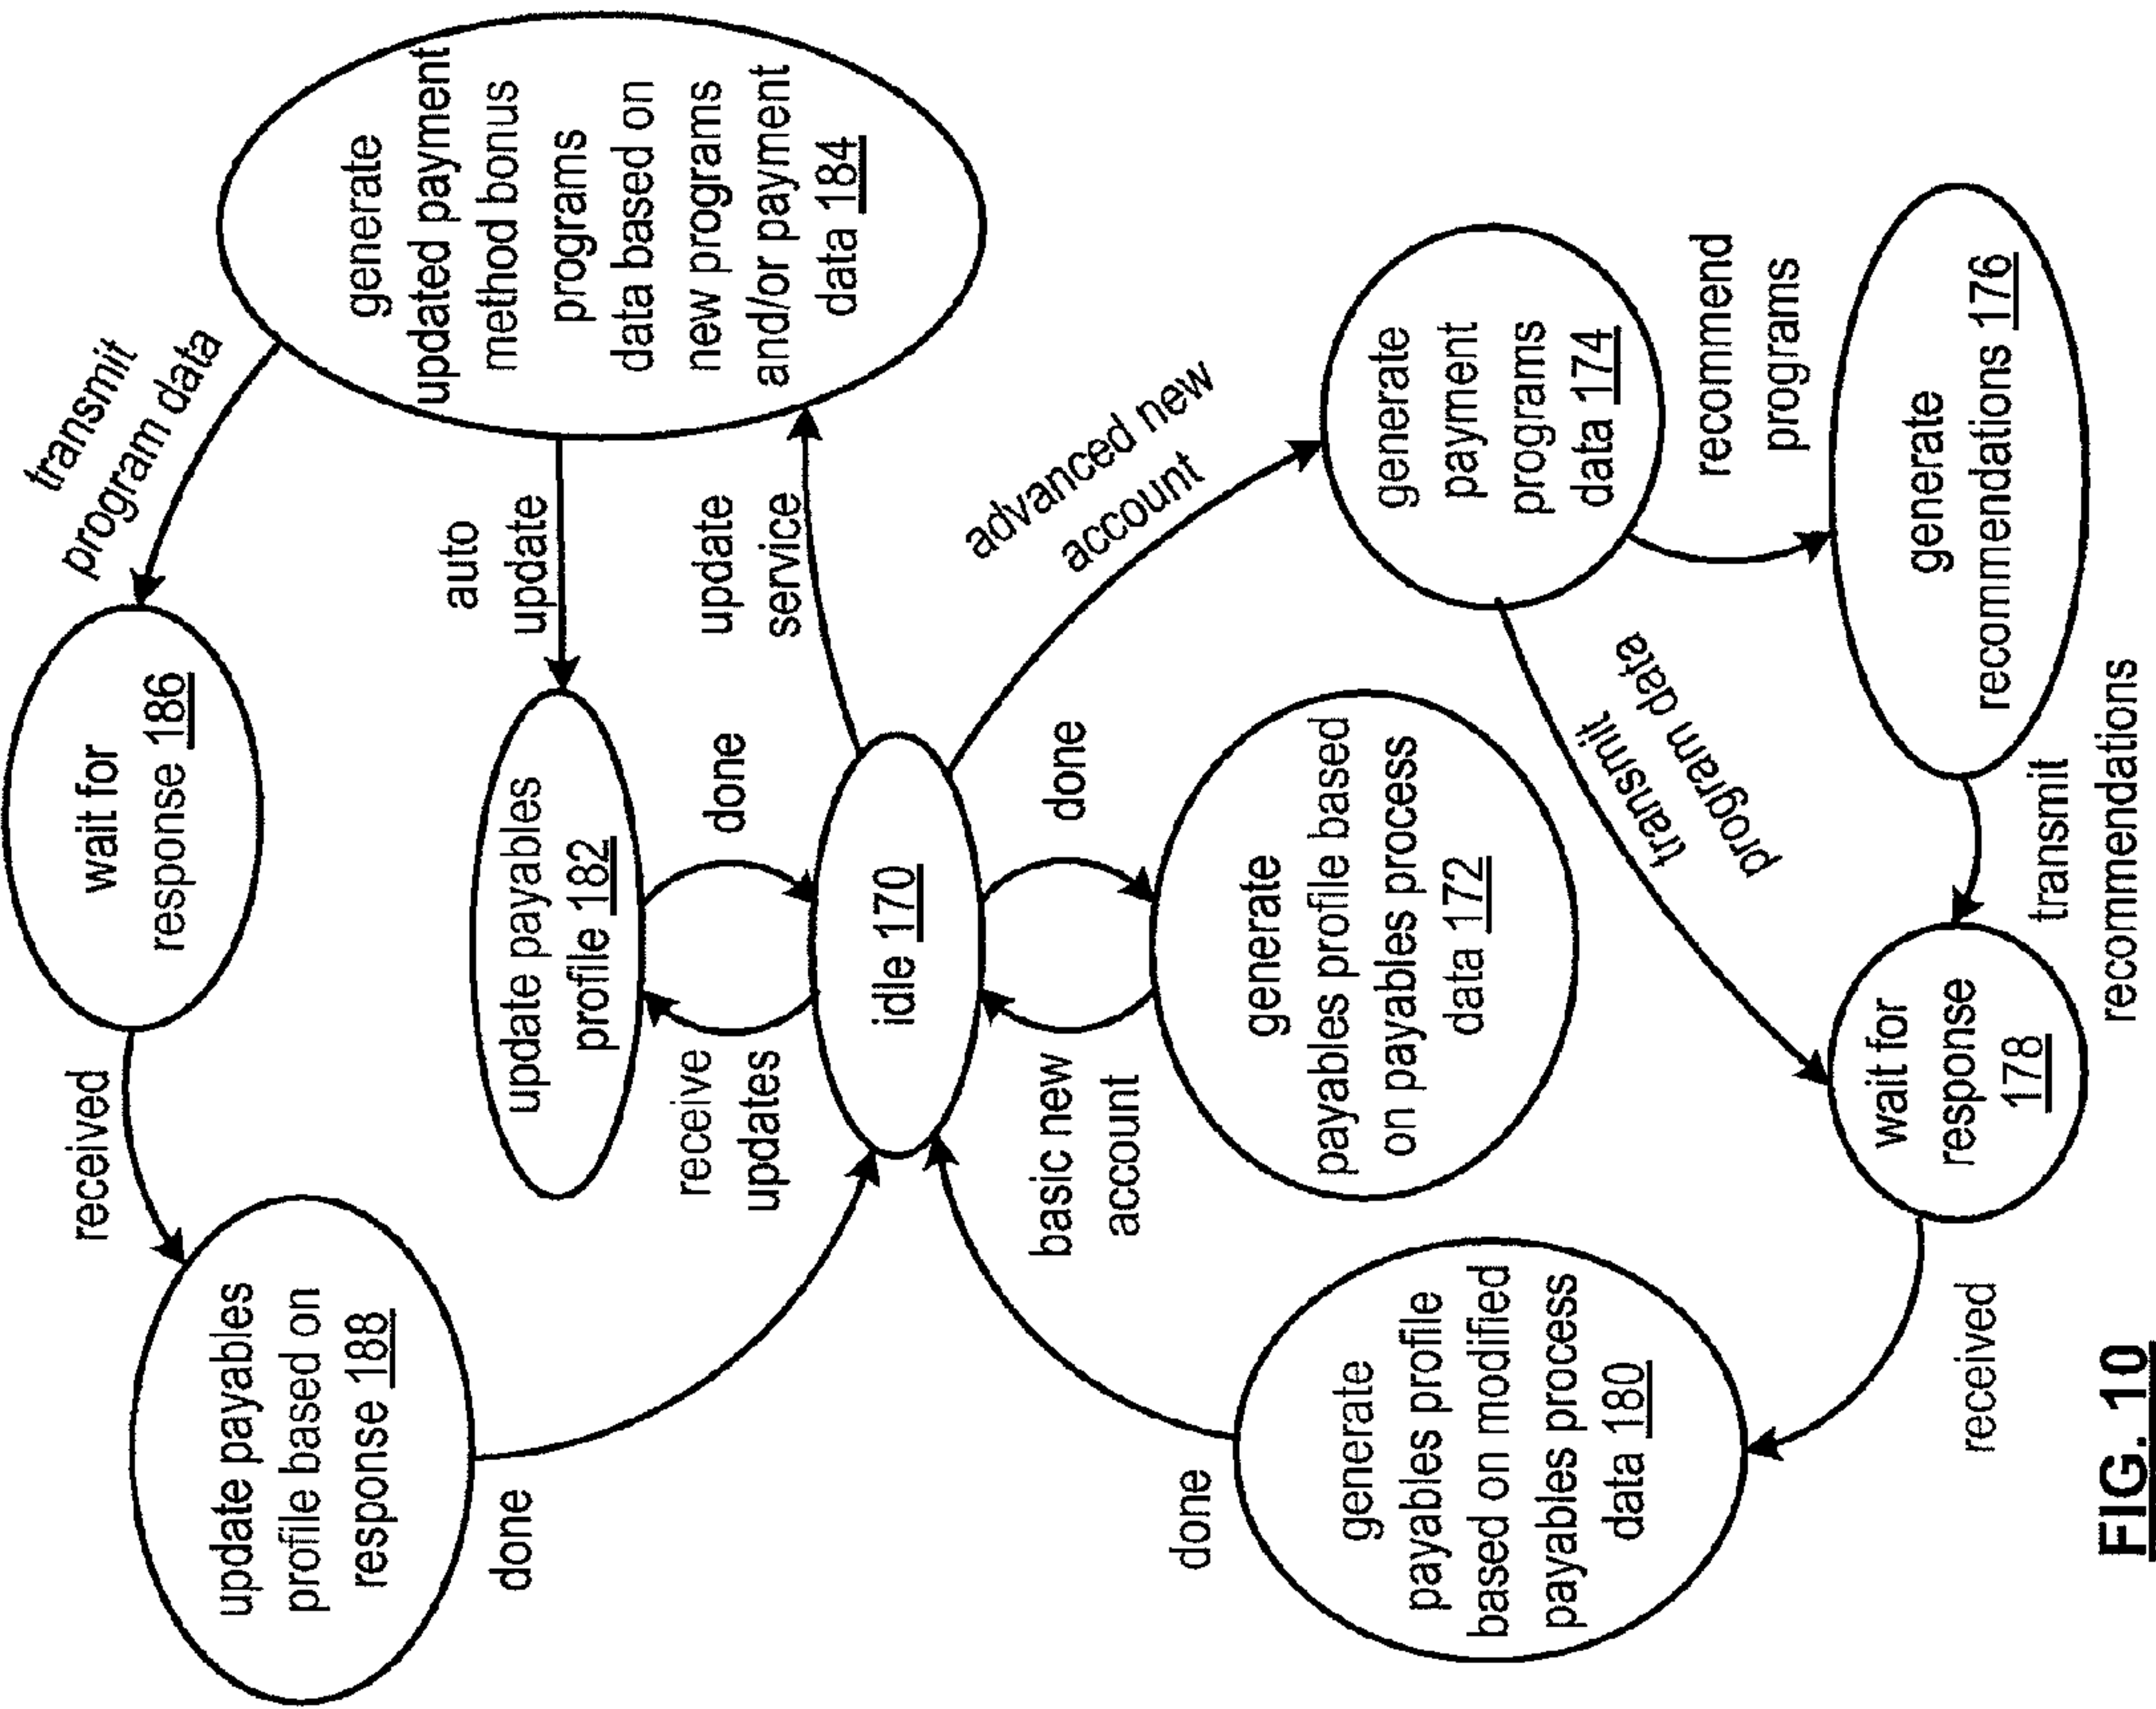 update payables
profile based on
response 188
received
wait for
response 186
transmit
program data
generate
updated payment
method bonus
programs
data based on
new programs
and/or payment
data 184
done
update payables
profile 182
auto
update
receive
updates
done
update
service
idle 170
advanced new
account
basic new
account
done
done
generate
payables profile
based on modified
payables process
data 180
generate
payables profile based
on payables process
data 172
generate
payment
programs
data 174
transmit
program data
recommend
programs
received
wait for
response
178
generate
recommendations 176
transmit
recommendations
FIG. 10